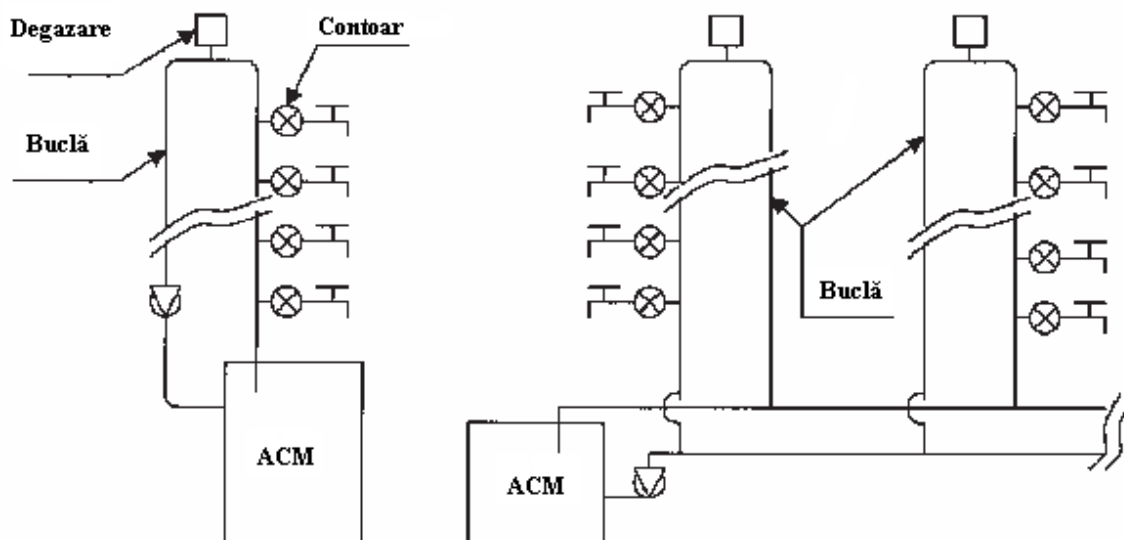 Degazare
Contoar
Buclă
Buclă
ACM
ACM